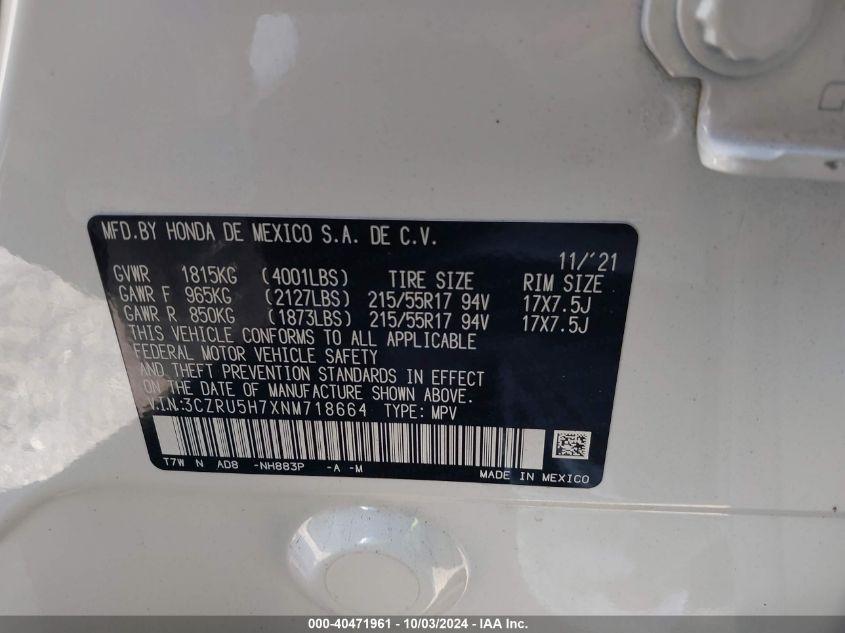 MFD.BY HONDA DE MEXICO S.A. DE C.V.
11/'21
GVWR 1815KG (4001LBS) TIRE SIZE RIM SIZE
GAWR F 965KG (2127LBS) 215/55R17 94V 17X7.5J
GAWR R 850KG (1873LBS) 215/55R17 94V 17X7.5J
THIS VEHICLE CONFORMS TO ALL APPLICABLE
FEDERAL MOTOR VEHICLE SAFETY
AND THEFT PREVENTION STANDARDS IN EFFECT
ON THE DATE OF MANUFACTURE SHOWN ABOVE.
V.I.N:3CZRU5H7XNM718664 TYPE: MPV
T7W N AD8 -NH883P -A -M
MADE IN MEXICO
000-40471961 - 10/03/2024 - IAA Inc.